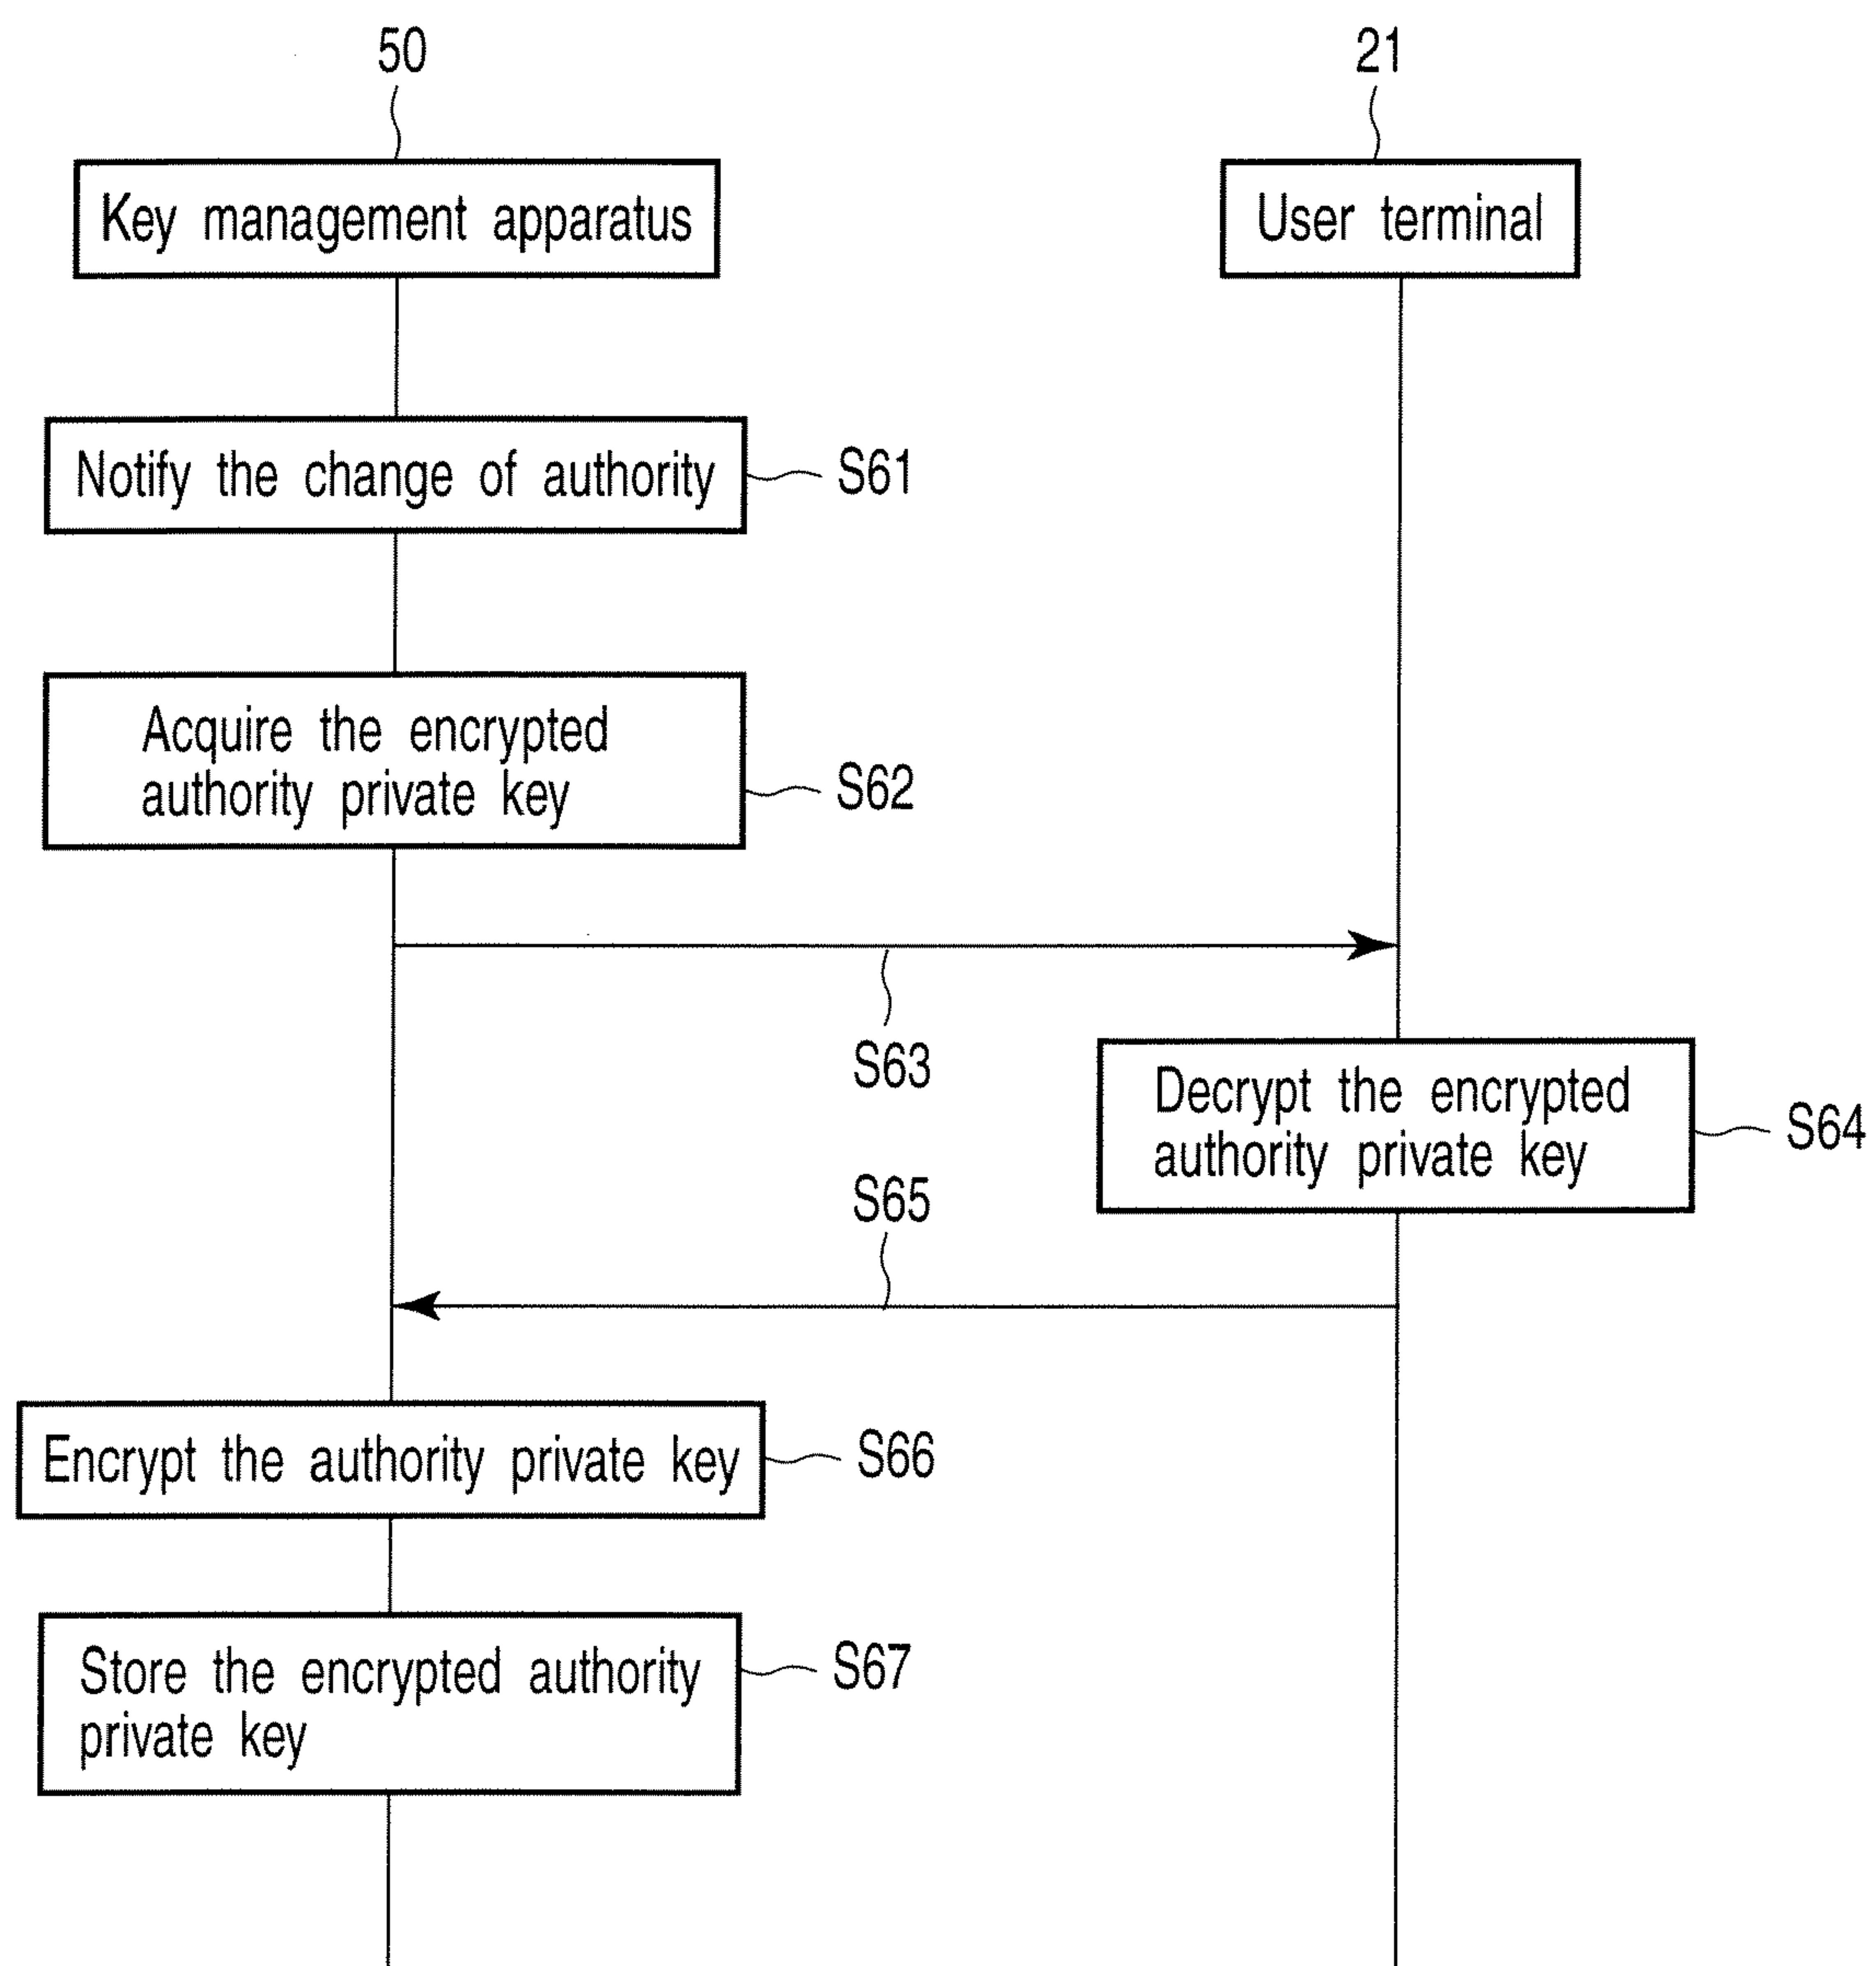 50
21
Key management apparatus
User terminal
Notify the change of authority
S61
Acquire the encrypted
authority private key
S62
S63
Decrypt the encrypted
authority private key
S64
S65
Encrypt the authority private key
S66
Store the encrypted authority
private key
S67